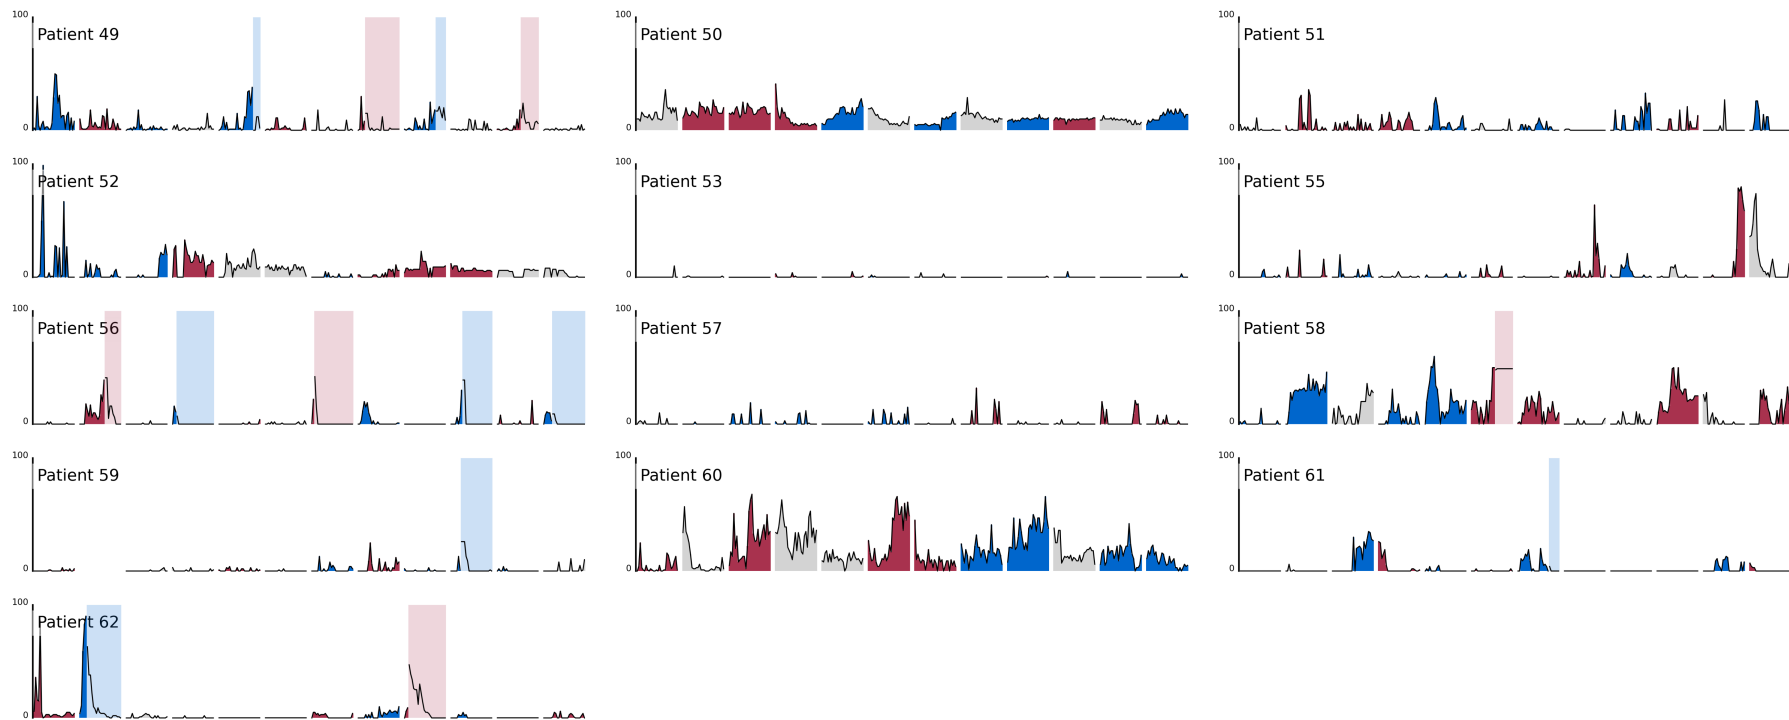 100
Patient 49
0
100
Patient 50
0
100
Patient 51
0
100
Patient 52
0
100
Patient 53
0
100
Patient 55
0
100
Patient 56
0
100
Patient 57
0
100
Patient 58
0
100
Patient 59
0
100
Patient 60
0
100
Patient 61
0
100
Patient 62
0